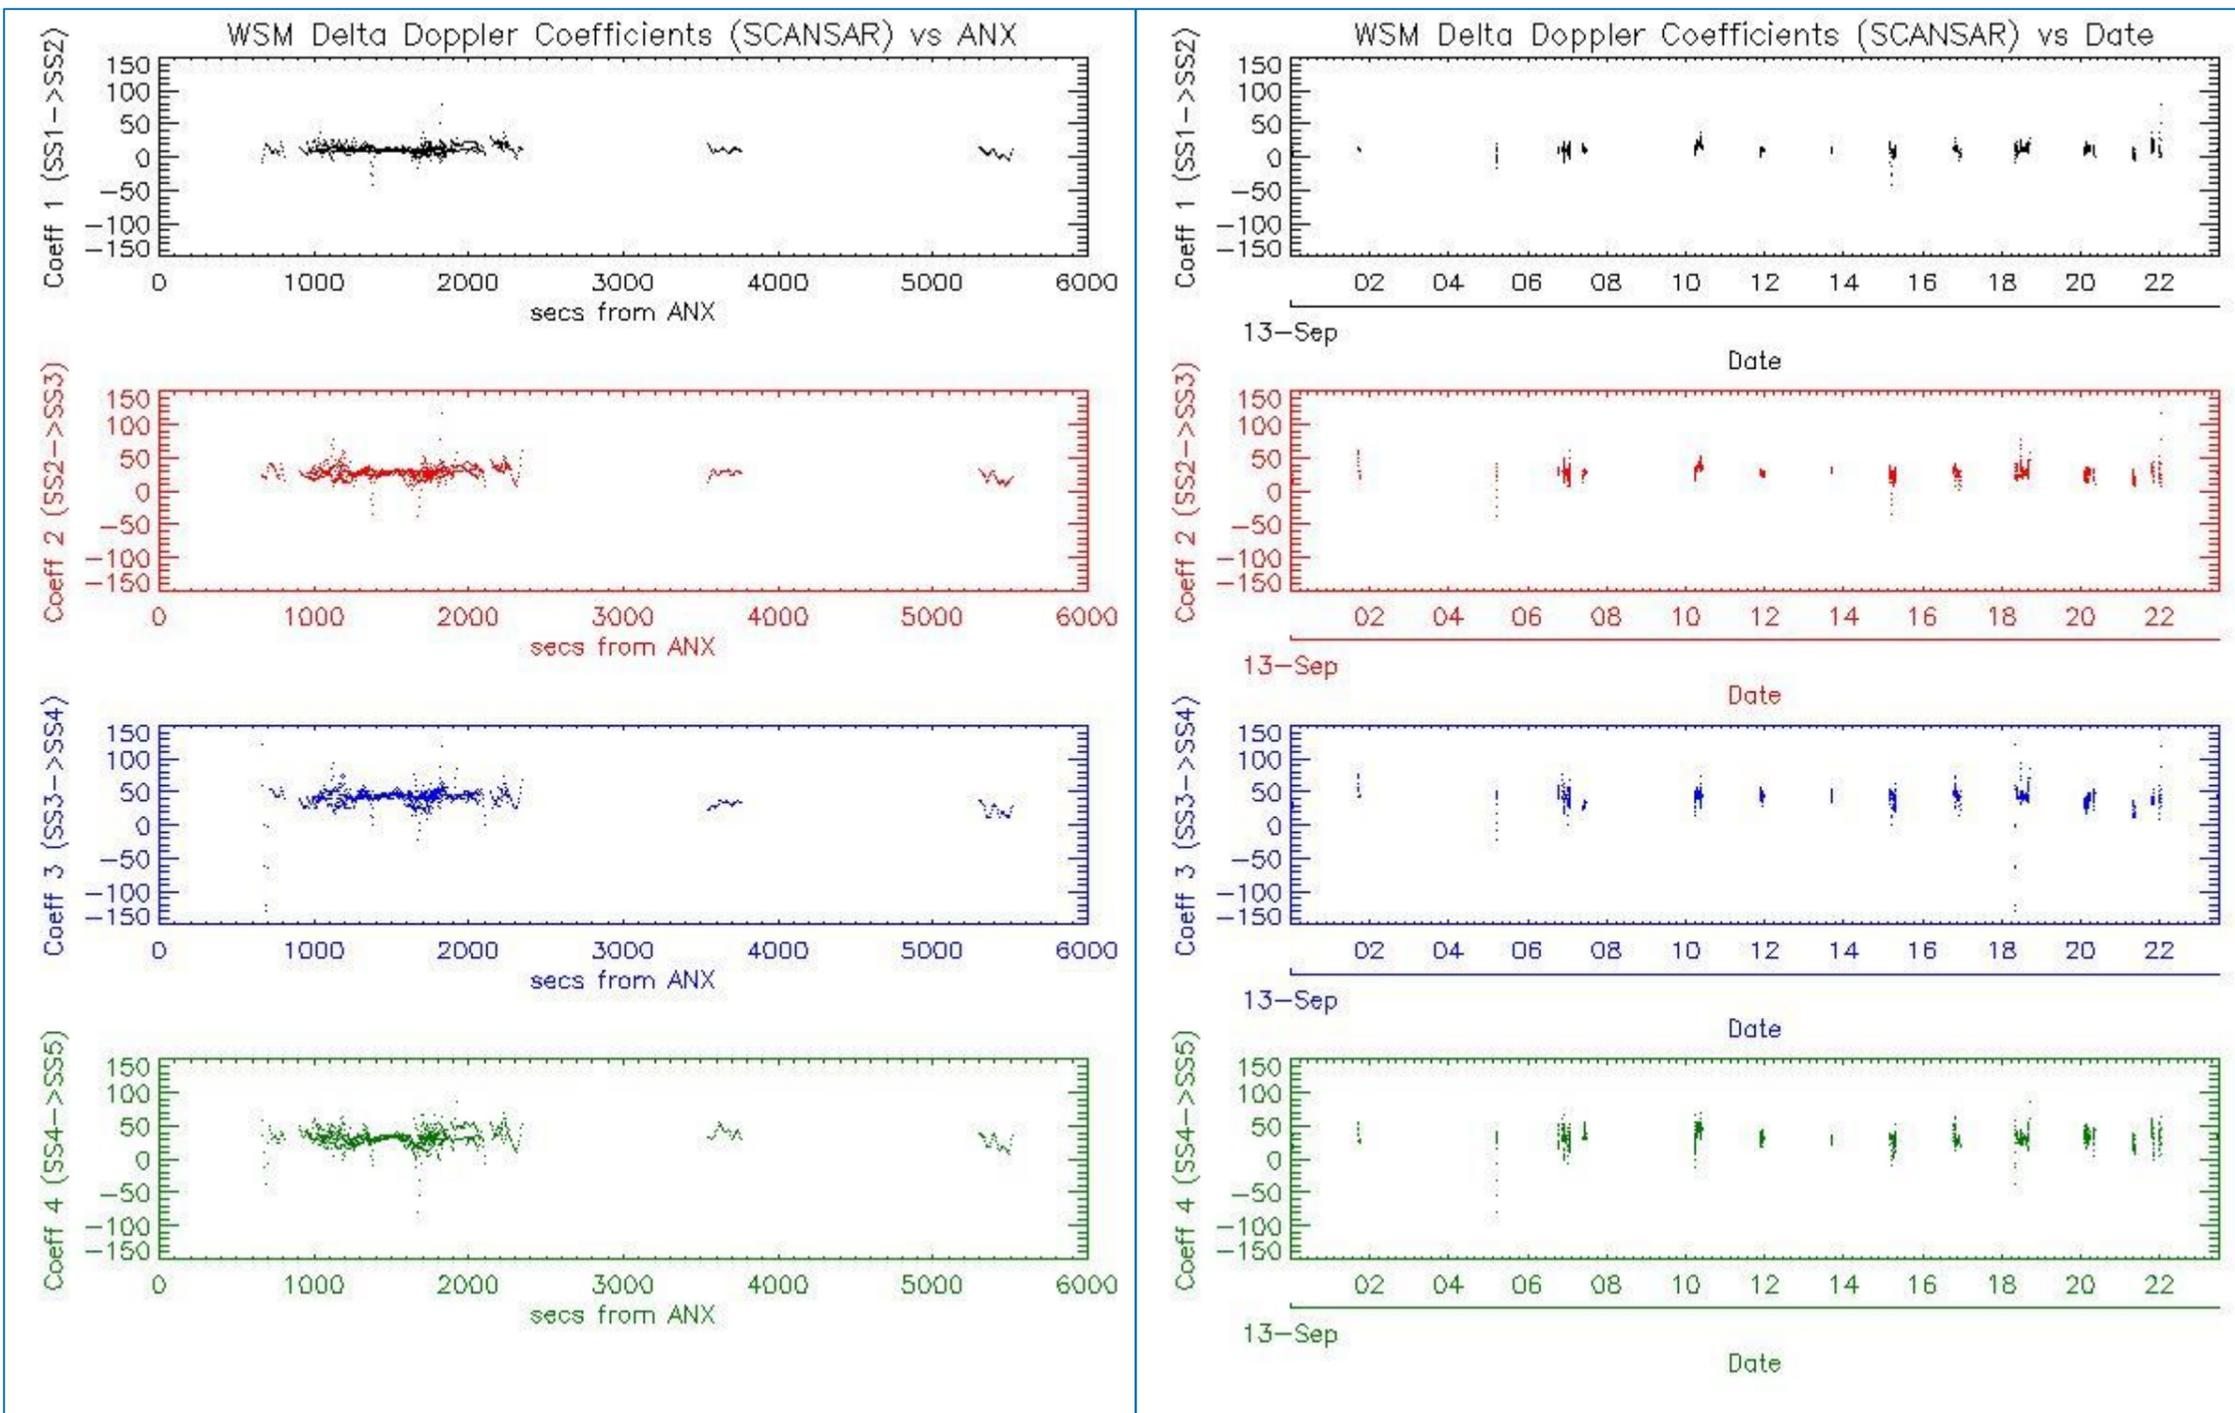 WSM Delta Doppler Coefficients (SCANSAR) vs ANX
Coeff 1 (SS1->SS2)
150
100
50
0
-50
-100
-150
0 1000 2000 3000 4000 5000 6000
secs from ANX
Coeff 2 (SS2->SS3)
150
100
50
0
-50
-100
-150
0 1000 2000 3000 4000 5000 6000
secs from ANX
Coeff 3 (SS3->SS4)
150
100
50
0
-50
-100
-150
0 1000 2000 3000 4000 5000 6000
secs from ANX
Coeff 4 (SS4->SS5)
150
100
50
0
-50
-100
-150
0 1000 2000 3000 4000 5000 6000
secs from ANX
WSM Delta Doppler Coefficients (SCANSAR) vs Date
Coeff 1 (SS1->SS2)
150
100
50
0
-50
-100
-150
02 04 06 08 10 12 14 16 18 20 22
13-Sep
Date
Coeff 2 (SS2->SS3)
150
100
50
0
-50
-100
-150
02 04 06 08 10 12 14 16 18 20 22
13-Sep
Date
Coeff 3 (SS3->SS4)
150
100
50
0
-50
-100
-150
02 04 06 08 10 12 14 16 18 20 22
13-Sep
Date
Coeff 4 (SS4->SS5)
150
100
50
0
-50
-100
-150
02 04 06 08 10 12 14 16 18 20 22
13-Sep
Date